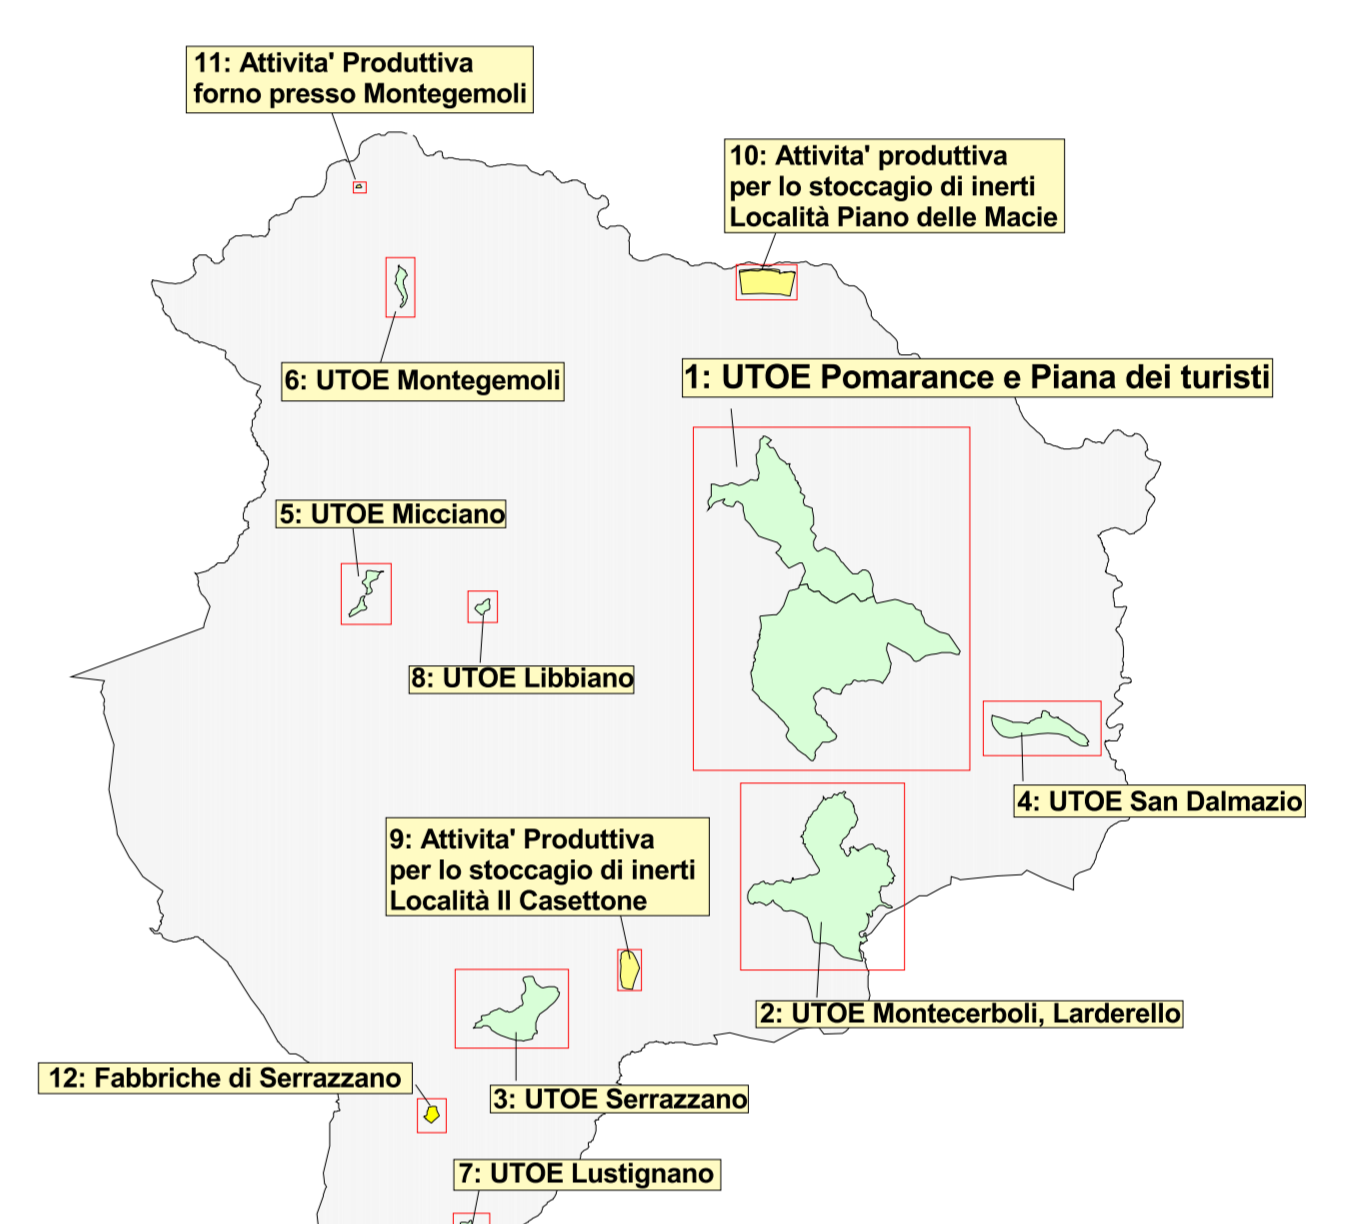 11: Attivita' Produttiva
forno presso Montegemoli
10: Attivita' produttiva
per lo stoccagio di inerti
Località Piano delle Macie
6: UTOE Montegemoli
1: UTOE Pomarance e Piana dei turisti
5: UTOE Micciano
8: UTOE Libbiano
4: UTOE San Dalmazio
9: Attivita' Produttiva
per lo stoccagio di inerti
Località Il Casettone
2: UTOE Montecerboli, Larderello
12: Fabbriche di Serrazzano
3: UTOE Serrazzano
7: UTOE Lustignano